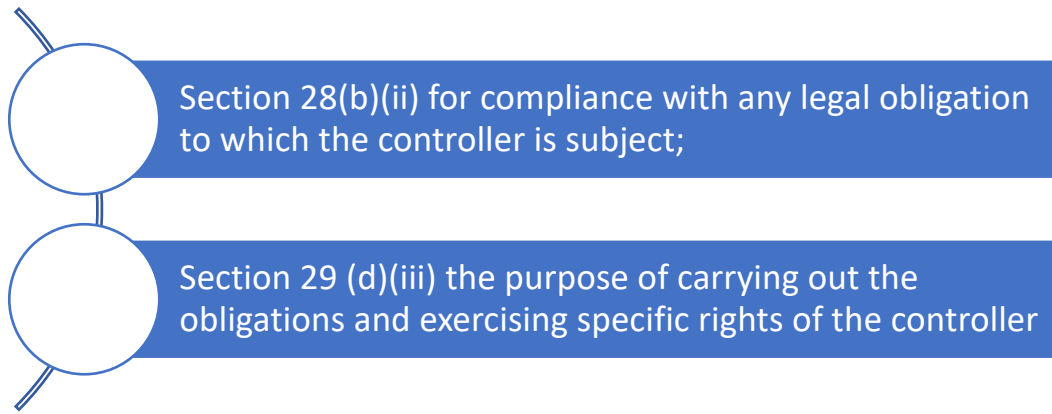 Section 28(b)(ii) for compliance with any legal obligation
to which the controller is subject;
Section 29 (d)(iii) the purpose of carrying out the
obligations and exercising specific rights of the controller